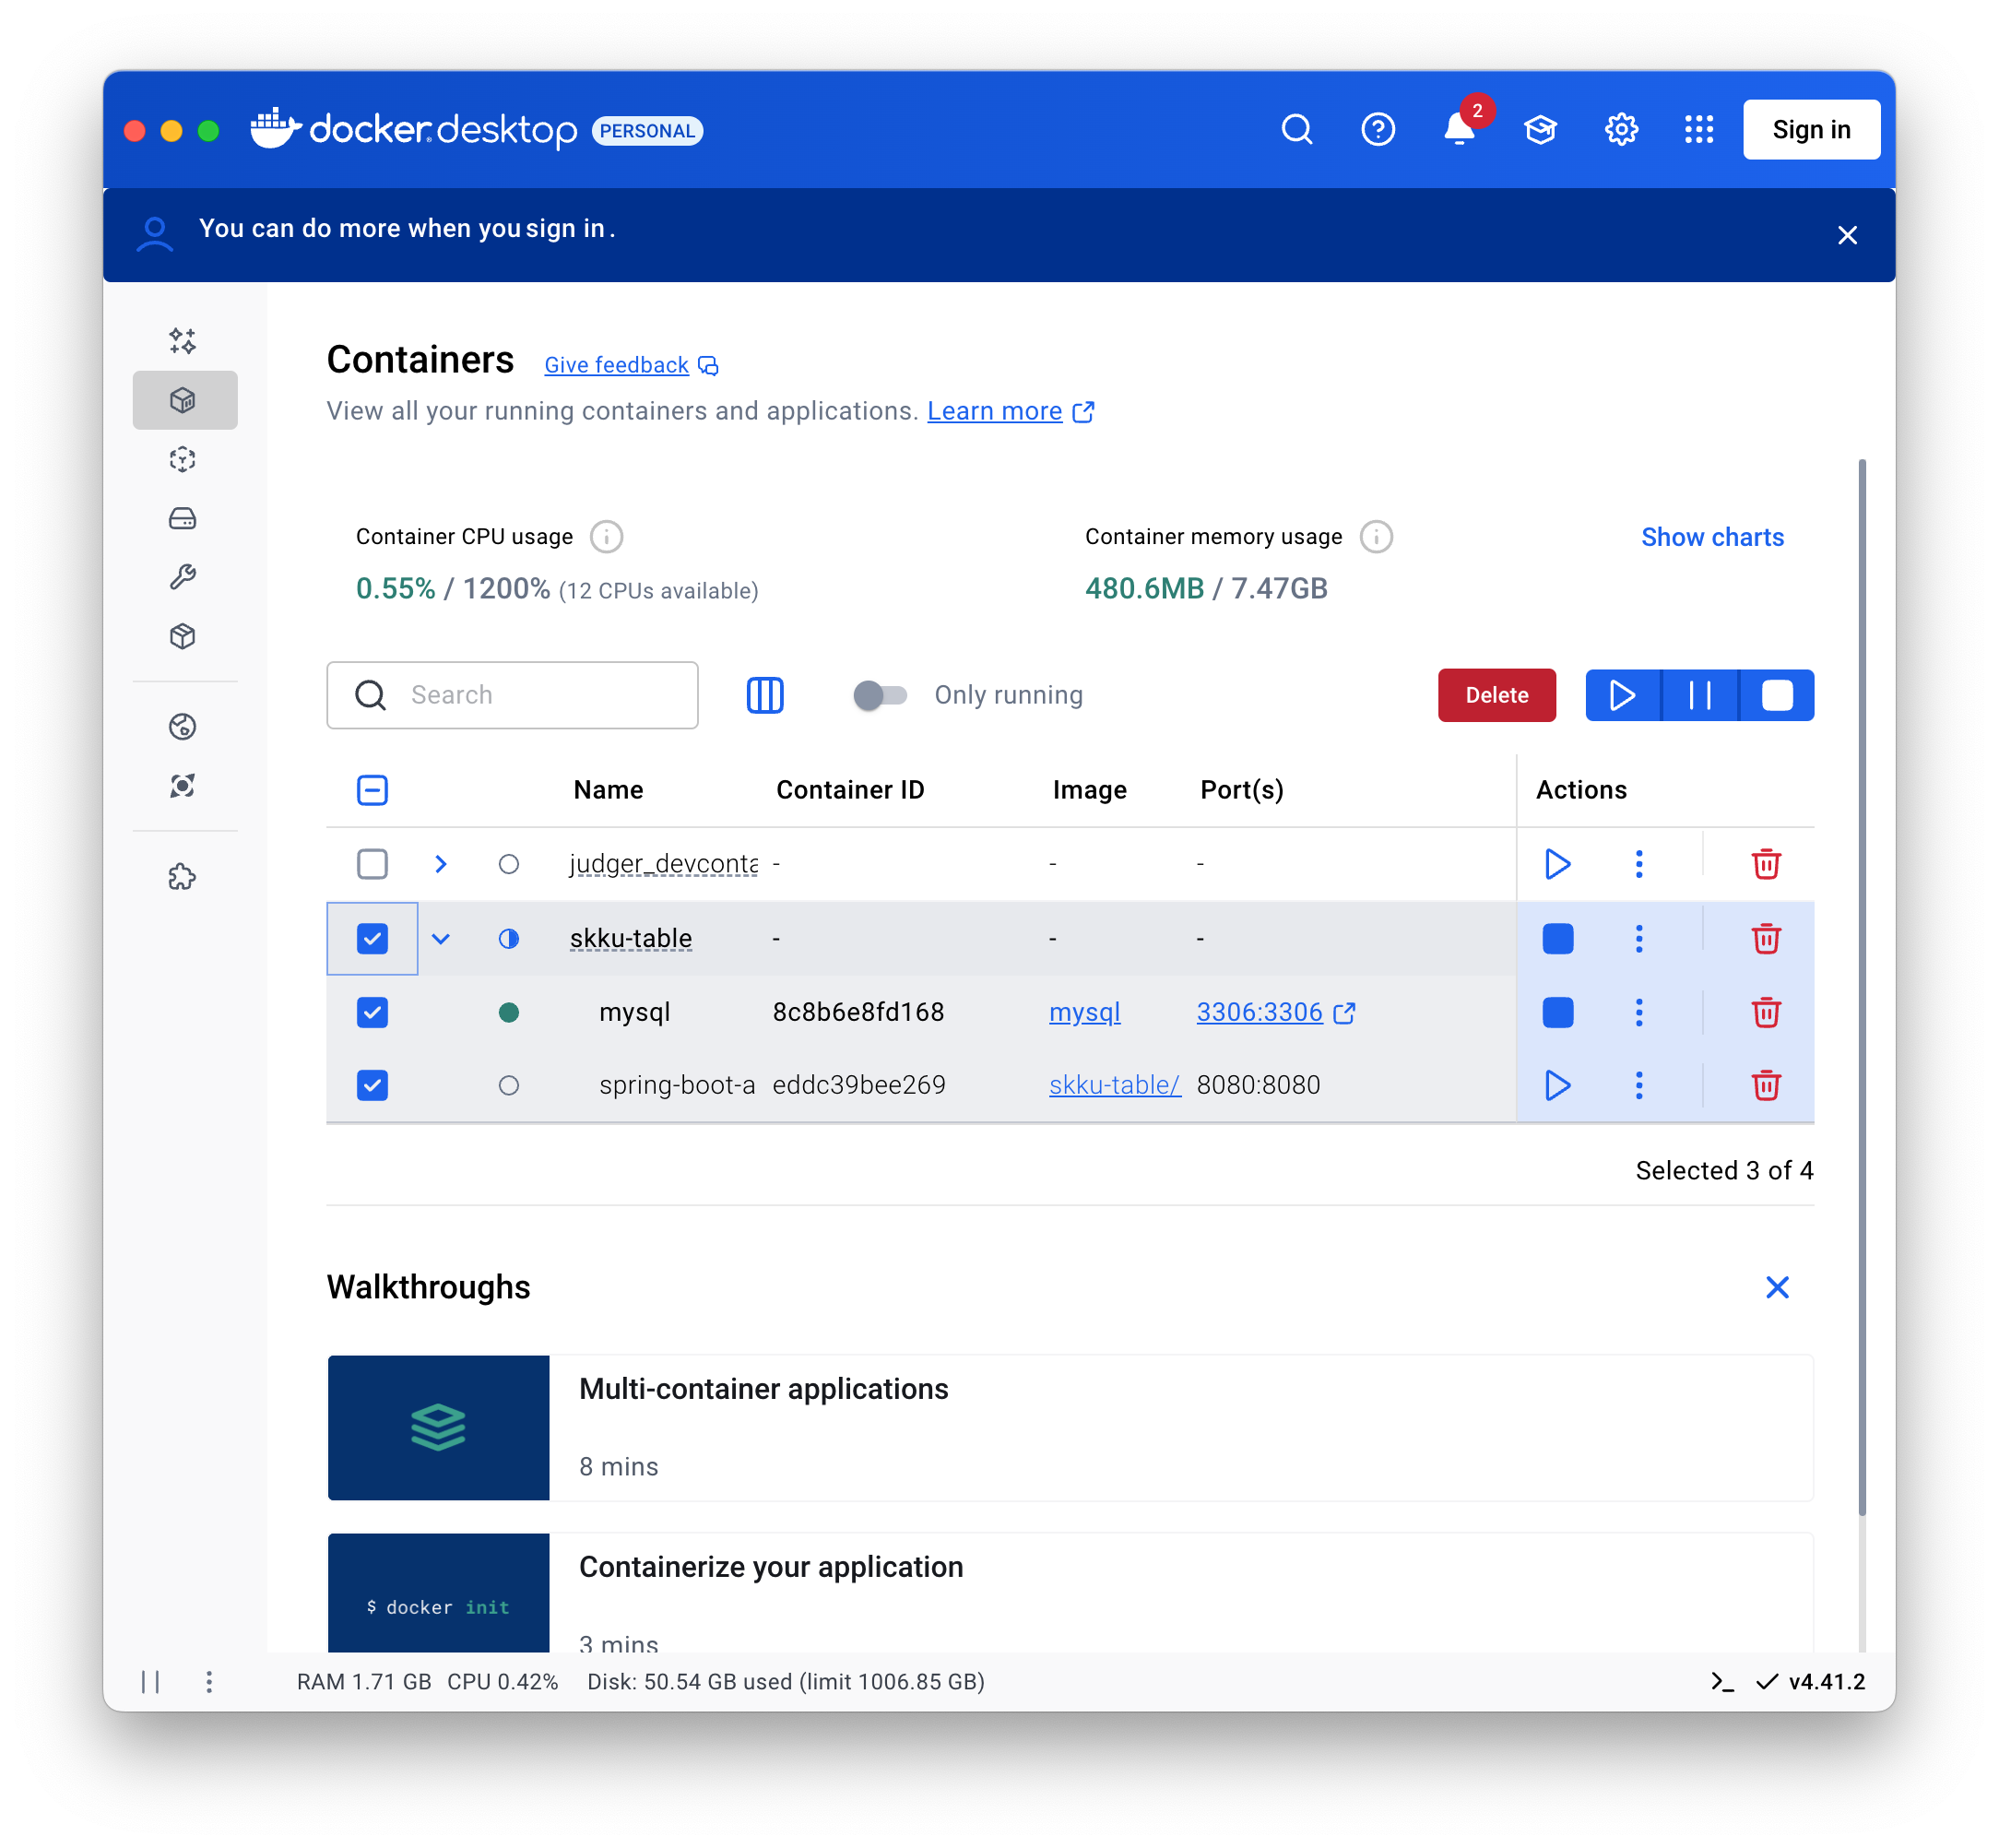 docker desktop PERSONAL
2
Sign in
You can do more when you sign in.
Containers Give feedback
View all your running containers and applications. Learn more
Container CPU usage
0.55% / 1200% (12 CPUs available)
Container memory usage
480.6MB / 7.47GB
Show charts
Search
Only running
Delete
Name Container ID Image Port(s) Actions
judger_devconta - - -
skku-table - - -
mysql 8c8b6e8fd168 mysql 3306:3306
spring-boot-a eddc39bee269 skku-table/ 8080:8080
Selected 3 of 4
Walkthroughs
Multi-container applications
8 mins
$ docker init
Containerize your application
3 mins
RAM 1.71 GB CPU 0.42% Disk: 50.54 GB used (limit 1006.85 GB)
v4.41.2